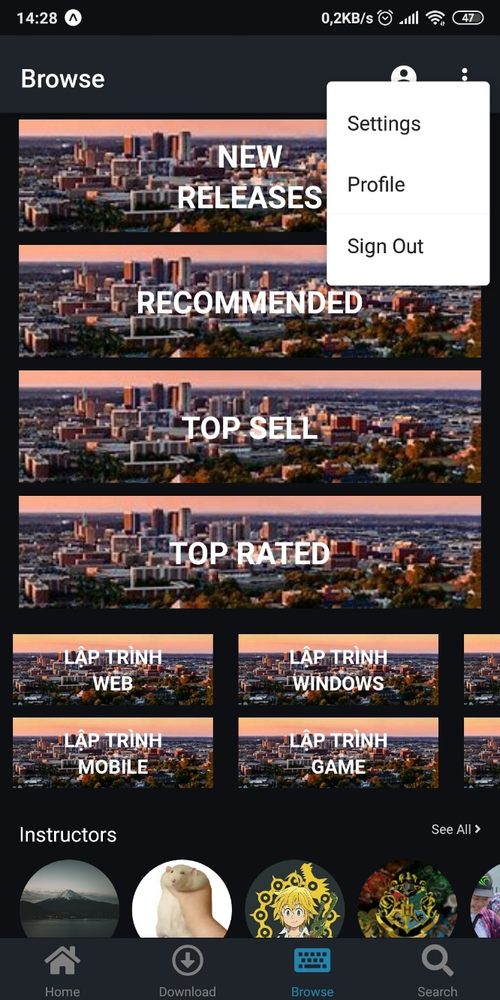 14:28
0,2KB/s
47
Browse
Settings
Profile
Sign Out
NEW
RELEASES
RECOMMENDED
TOP SELL
TOP RATED
LẬP TRÌNH
WEB
LẬP TRÌNH
WINDOWS
LẬP TRÌNH
MOBILE
LẬP TRÌNH
GAME
Instructors
See All
Home
Download
Browse
Search